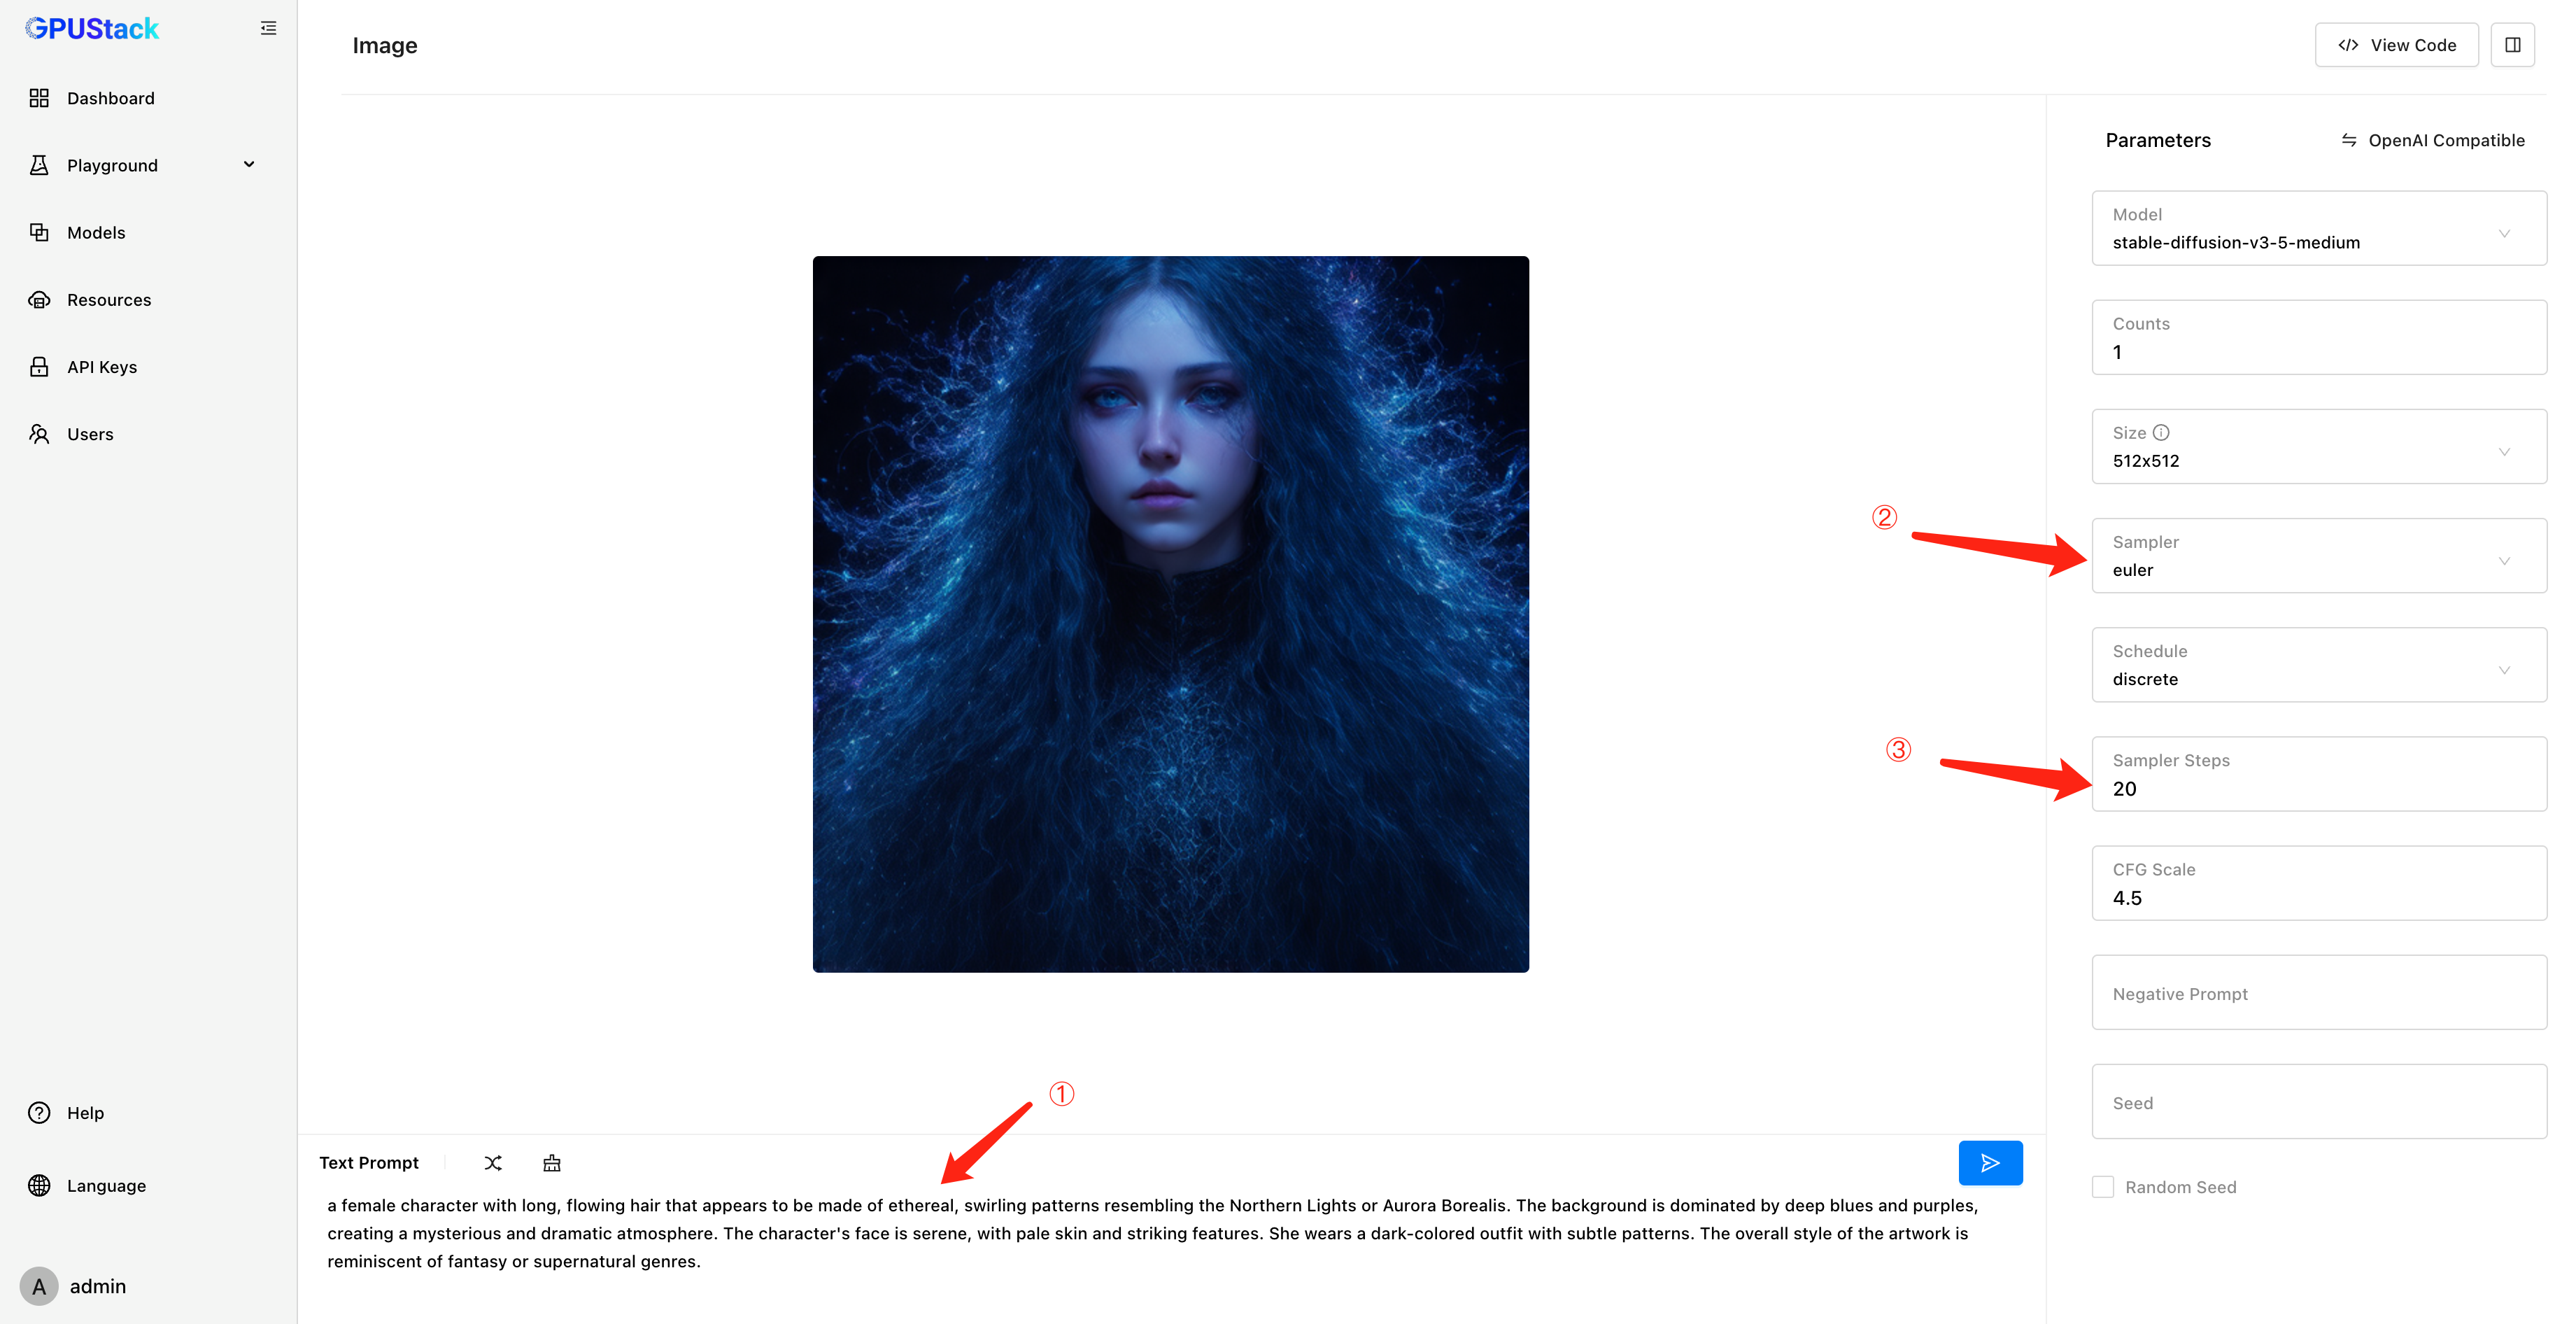 GPUStack
Dashboard
Playground
Models
Resources
API Keys
Users
Help
Language
A admin
Image
View Code
①
Text Prompt
a female character with long, flowing hair that appears to be made of ethereal, swirling patterns resembling the Northern Lights or Aurora Borealis. The background is dominated by deep blues and purples,
creating a mysterious and dramatic atmosphere. The character's face is serene, with pale skin and striking features. She wears a dark-colored outfit with subtle patterns. The overall style of the artwork is
reminiscent of fantasy or supernatural genres.
Parameters
OpenAI Compatible
Model
stable-diffusion-v3-5-medium
Counts
1
Size
512x512
②
Sampler
euler
Schedule
discrete
③
Sampler Steps
20
CFG Scale
4.5
Negative Prompt
Seed
Random Seed